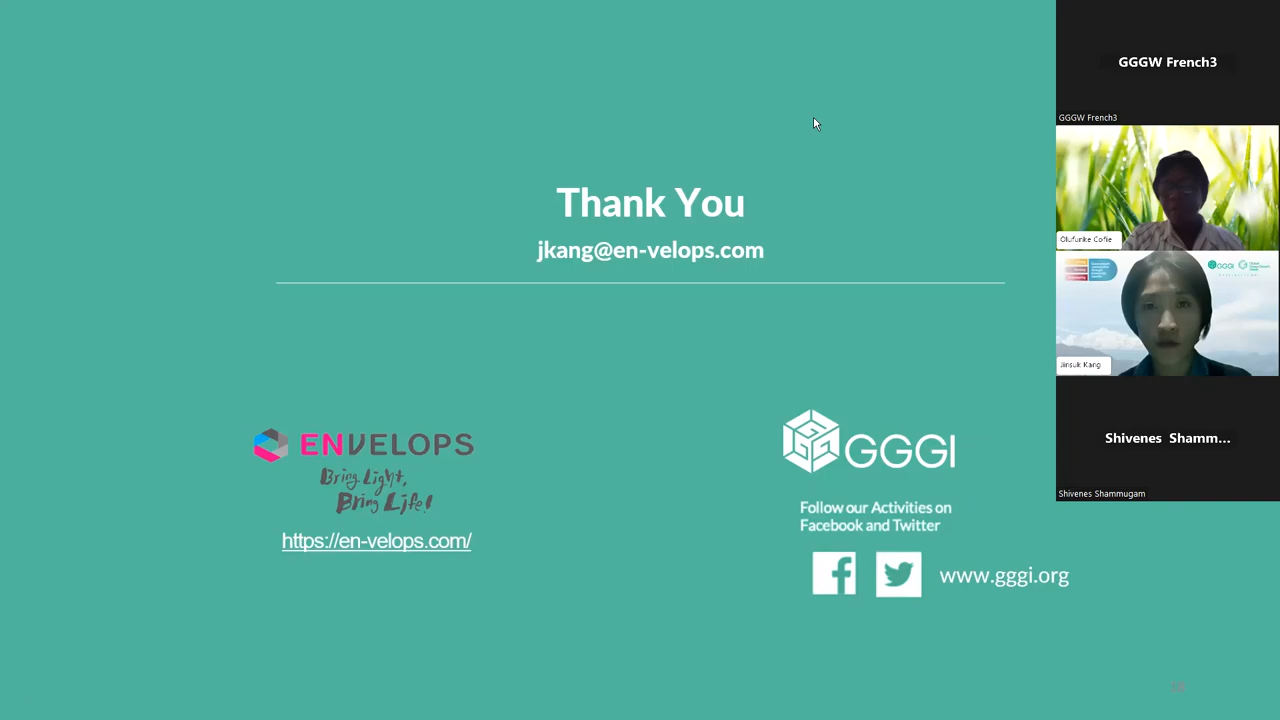 Thank You
jkang@en-velops.com
ENVELOPS
Bring Light,
Bring Life!
https://en-velops.com/
GGGI
Follow our Activities on
Facebook and Twitter
www.gggi.org
GGGW French3
GGGW French3
Olufunke Cofie
GGGI
Jinsuk Kang
Shivenes Shamm...
Shivenes Shammugam